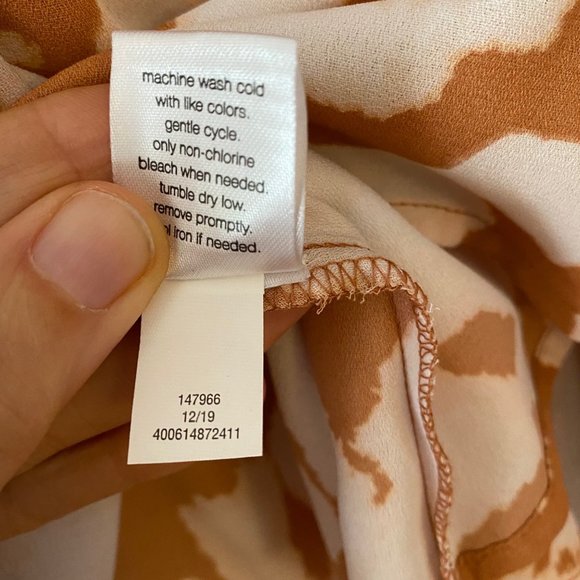 machine wash cold
with like colors.
gentle cycle.
only non-chlorine
bleach when needed.
tumble dry low.
remove promptly.
iron if needed.
147966
12/19
400614872411